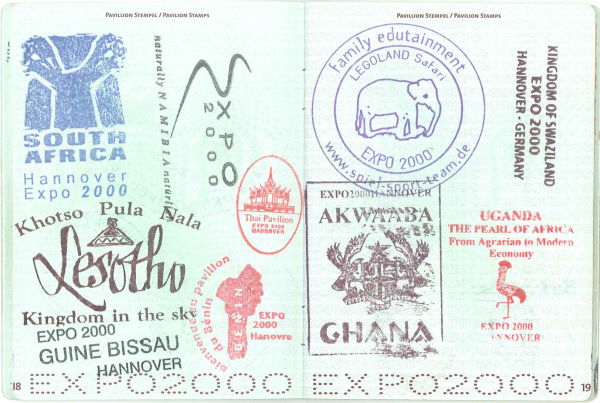 PAVILLION STEMPEL / PAVILION STAMPS
SOUTH
AFRICA
Hannover
Expo 2000
naturally NAMIBIA naturally
EXPO
2000
Khotso Pula Nala
Lesotho
Kingdom in the sky
Thai Pavilion
EXPO 2000
HANNOVER
bienvenue au pavillon
du Bénin
BENIN
EXPO
2000
Hanovre
EXPO 2000
GUINE BISSAU
HANNOVER
18
EXPO2000
PAVILLION STEMPEL / PAVILION STAMPS
family edutainment
LEGOLAND Safari
EXPO 2000
www.spiel-sport-team.de
KINGDOM OF SWAZILAND
EXPO 2000
HANNOVER - GERMANY
EXPO2000HANNOVER
AKWAABA
GHANA
UGANDA
THE PEARL OF AFRICA
From Agrarian to Modern
Economy
EXPO 2000
HANNOVER
EXPO2000
19